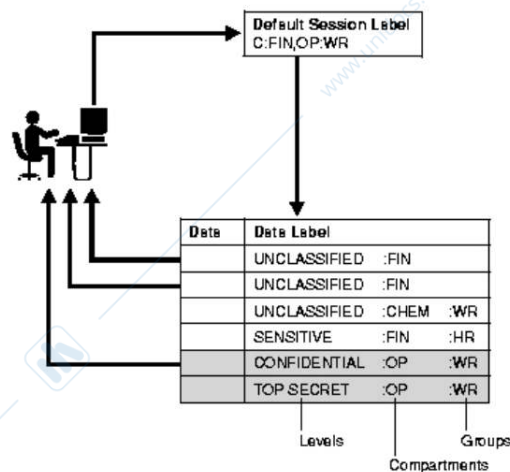 Default Session Label
C:FIN,OP:WR
Data Data Label
UNCLASSIFIED :FIN
UNCLASSIFIED :FIN
UNCLASSIFIED :CHEM :WR
SENSITIVE :FIN :HR
CONFIDENTIAL :OP :WR
TOP SECRET :OP :WR
Levels
Groups
Compartments